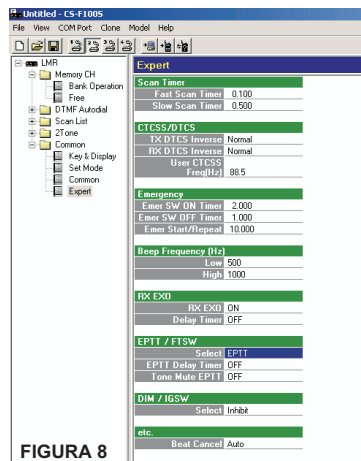 Untitled - CS-F100S
File View COM Port Clone Model Help
LMR
Memory CH
Bank Operation
Free
DTMF Autodial
Scan List
2Tone
Common
Key & Display
Set Mode
Common
Expert
Expert
Scan Timer
Fast Scan Timer 0.100
Slow Scan Timer 0.500
CTCSS/DTCS
TX DTCS Inverse Normal
RX DTCS Inverse Normal
User CTCSS
Freq(Hz) 88.5
Emergency
Emer SW ON Timer 2.000
Emer SW OFF Timer 1.000
Emer Start/Repeat 10.000
Beep Frequency (Hz)
Low 500
High 1000
RX EXO
RX EXO ON
Delay Timer OFF
EPTT / FTSW
Select EPTT
EPTT Delay Timer OFF
Tone Mute EPTT OFF
DIM / IGSW
Select Inhibit
etc.
Beat Cancel Auto
FIGURA 8